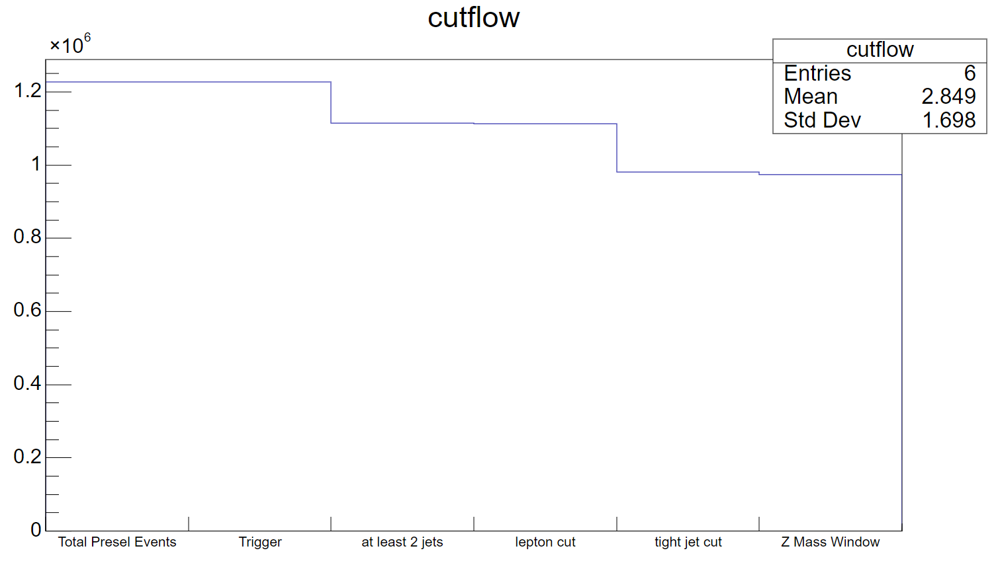 cutflow
×10⁶
cutflow
Entries 6
Mean 2.849
Std Dev 1.698
1.2
1
0.8
0.6
0.4
0.2
0
Total Presel Events Trigger at least 2 jets lepton cut tight jet cut Z Mass Window